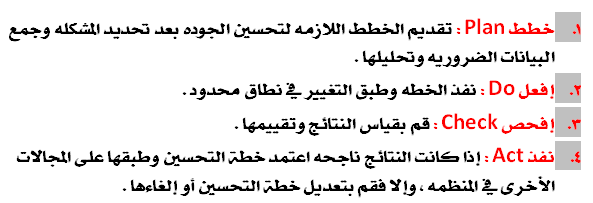 ١. خطط Plan : تقديم الخطط اللازمه لتحسين الجوده بعد تحديد المشكله وجمع
البيانات الضروريه وتحليلها .
٢. إفعل Do : نفذ الخطه وطبق التغيير في نطاق محدود .
٣. إفحص Check : قم بقياس النتائج وتقييمها .
٤. نفذ Act : إذا كانت النتائج ناجحه اعتمد خطة التحسين وطبقها على المجالات
الأخرى في المنظمه ، وإلا فقم بتعديل خطة التحسين أو إلغاءها .